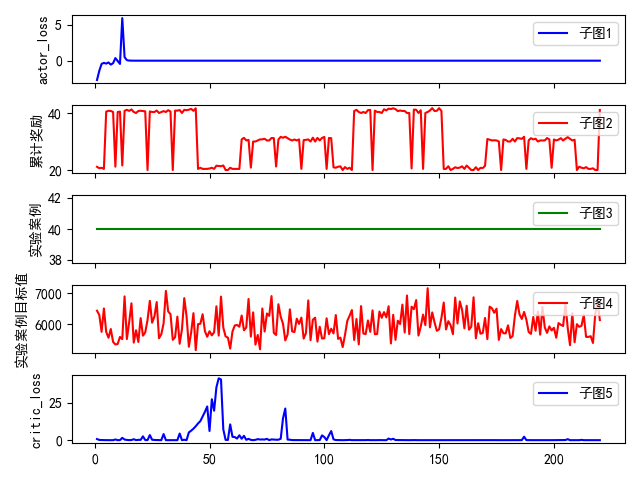 actor_loss
5
0
子图1
累计奖励
40
20
子图2
实验案例
42
40
38
子图3
实验案例目标值
7000
6000
子图4
critic_loss
25
0
子图5
0 50 100 150 200